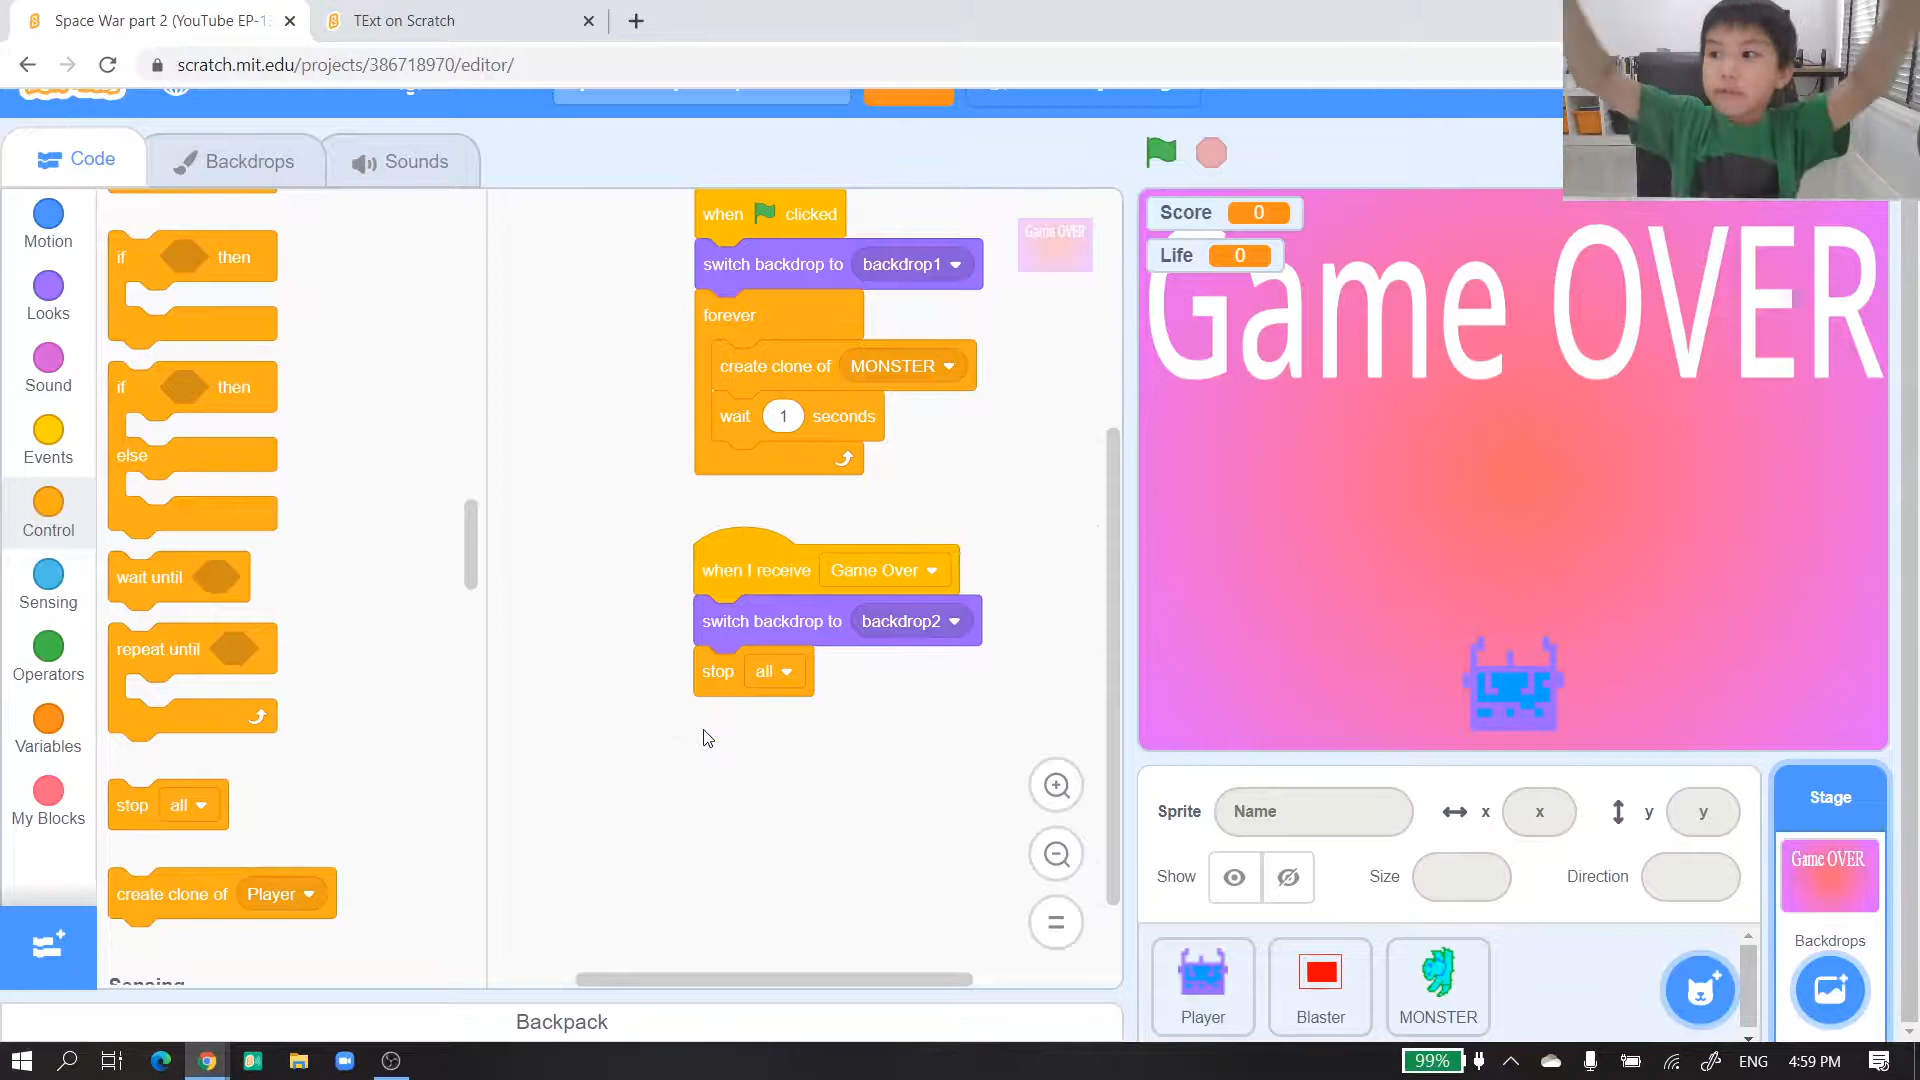 Space War part 2 (YouTube EP-1
TExt on Scratch
scratch.mit.edu/projects/386718970/editor/
Code
Backdrops
Sounds
Motion
Looks
Sound
Events
Control
Sensing
Operators
Variables
My Blocks
if then
if then
else
wait until
repeat until
stop all
create clone of Player
Sensing
when clicked
switch backdrop to backdrop1
forever
create clone of MONSTER
wait 1 seconds
when I receive Game Over
switch backdrop to backdrop2
stop all
Game OVER
Score 0
Life 0
Game OVER
Sprite Name x x y y
Show Size Direction
Player
Blaster
MONSTER
Stage
Game OVER
Backdrops
Backpack
99% ENG 4:59 PM